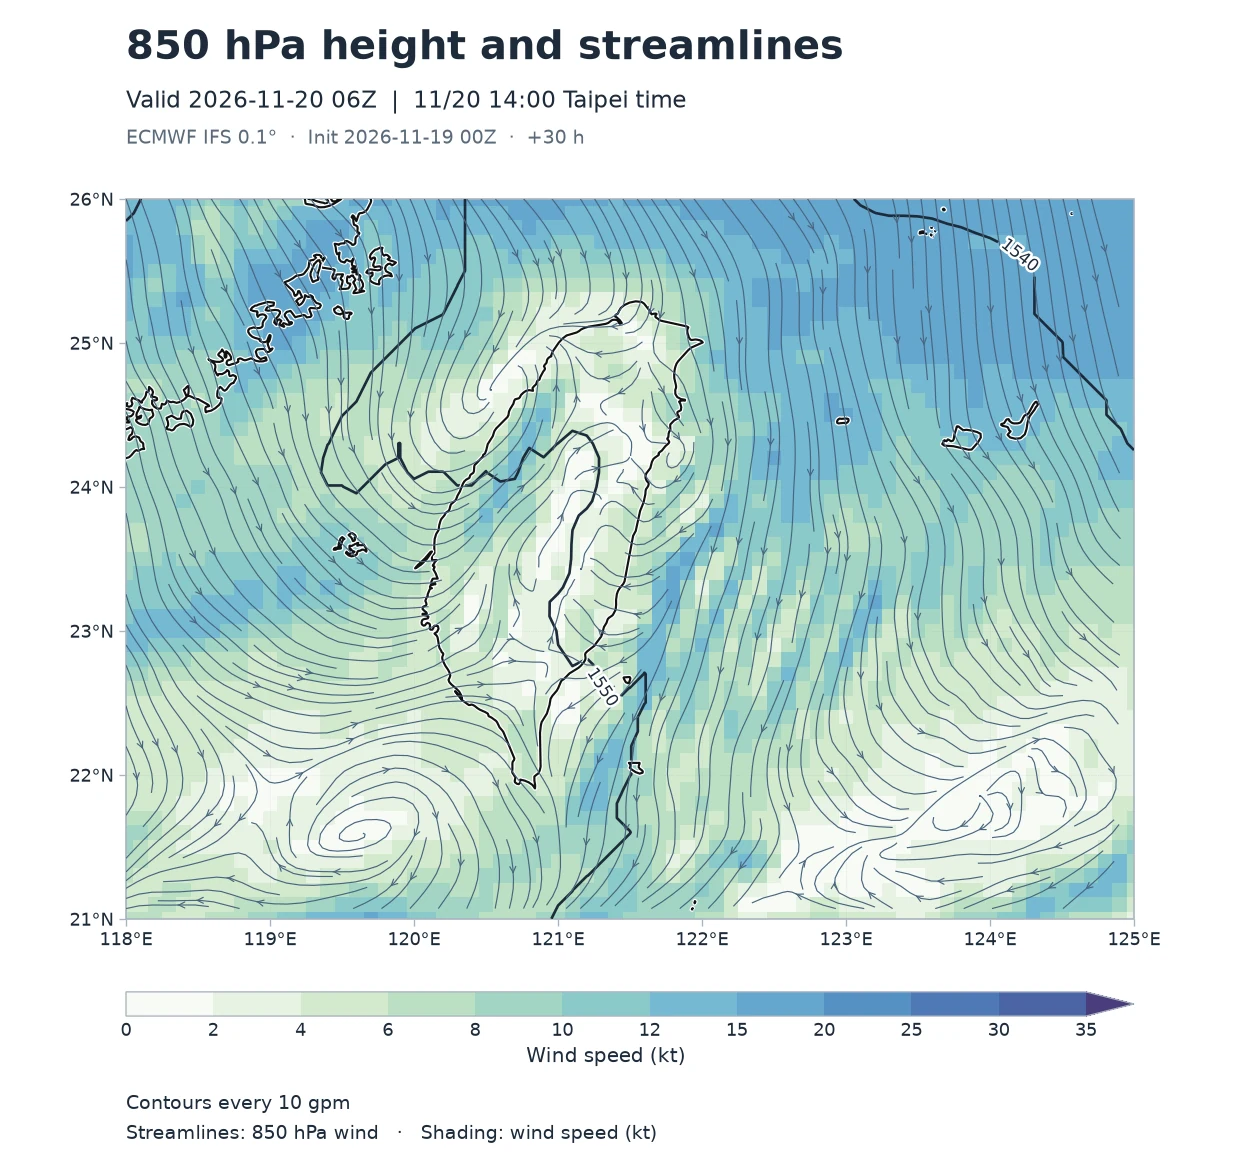 850 hPa height and streamlines
Valid 2026-11-20 06Z | 11/20 14:00 Taipei time
ECMWF IFS 0.1° · Init 2026-11-19 00Z · +30 h
26°N
1540
25°N
24°N
23°N
1550
22°N
21°N
118°E 119°E 120°E 121°E 122°E 123°E 124°E 125°E
0 2 4 6 8 10 12 15 20 25 30 35
Wind speed (kt)
Contours every 10 gpm
Streamlines: 850 hPa wind · Shading: wind speed (kt)